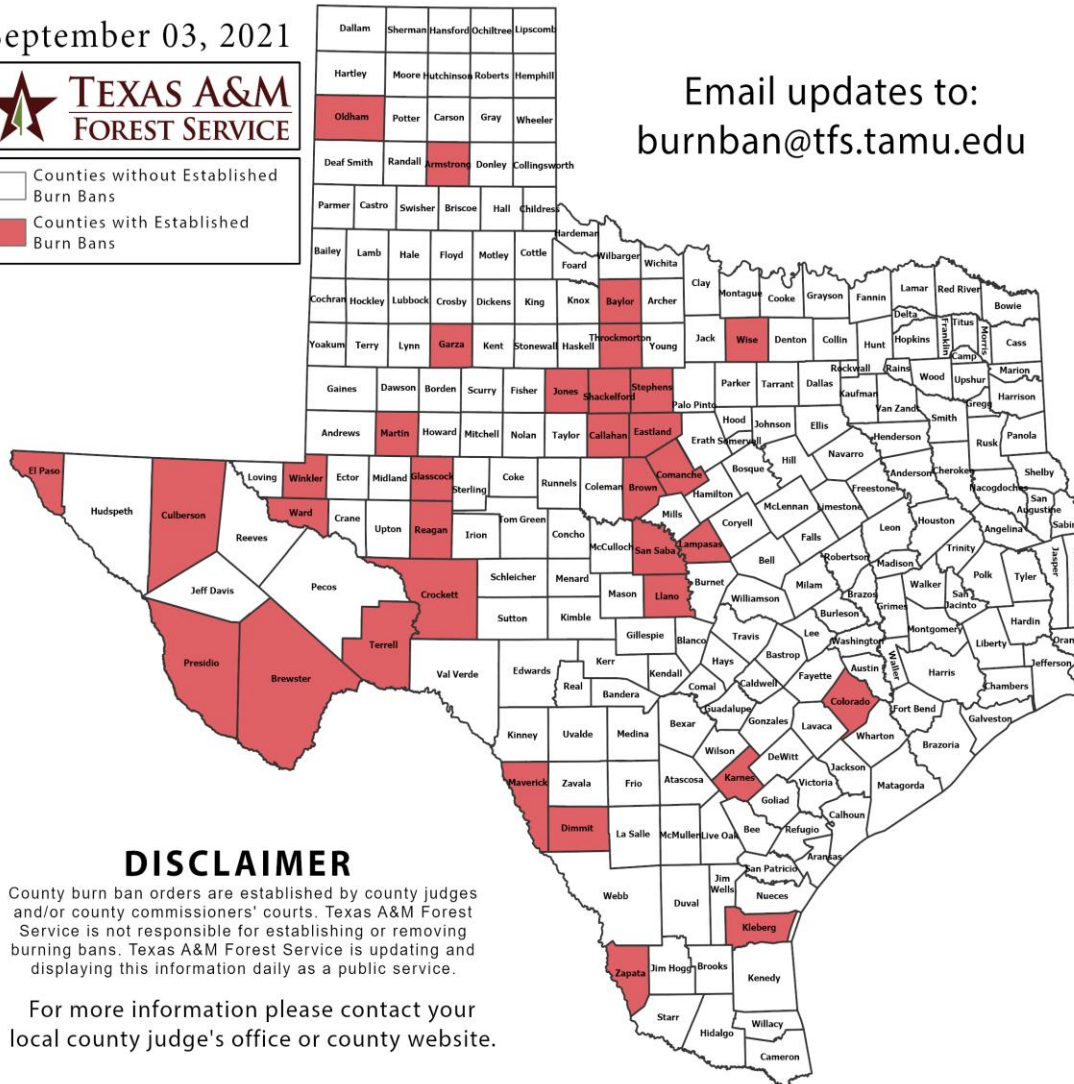 September 03, 2021
TEXAS A&M
FOREST SERVICE
Counties without Established
Burn Bans
Counties with Established
Burn Bans
Email updates to:
burnban@tfs.tamu.edu
Dallam Sherman Hansford Ochiltree Lipscomb
Hartley Moore Hutchinson Roberts Hemphill
Oldham Potter Carson Gray Wheeler
Deaf Smith Randall Armstrong Donley Collingsworth
Parmer Castro Swisher Briscoe Hall Childress
Hardeman
Bailey Lamb Hale Floyd Motley Cottle Foard Wilbarger Wichita
Clay Montague Cooke Grayson Fannin Lamar Red River Bowie
Cochran Hockley Lubbock Crosby Dickens King Knox Baylor Archer
Delta Franklin Titus Morris Cass
Yoakum Terry Lynn Garza Kent Stonewall Haskell Throckmorton Young Jack Wise Denton Collin Hunt Hopkins
Camp Rockwall Rains Wood Upshur Marion
Gaines Dawson Borden Scurry Fisher Jones Shackelford Stephens Palo Pinto Parker Tarrant Dallas Kaufman Van Zandt Gregg Harrison
Andrews Martin Howard Mitchell Nolan Taylor Callahan Eastland Erath Hood Somervell Johnson Ellis Henderson Smith Rusk Panola
El Paso Hudspeth Culberson Reeves Loving Winkler Ector Midland Glasscock Sterling Coke Runnels Coleman Brown Comanche Hamilton Bosque Hill Navarro Freestone Anderson Cherokee Nacogdoches Shelby
San Augustine Sabin
Ward Crane Upton Reagan Irion Tom Green Concho McCulloch San Saba Mills Lampasas Coryell McLennan Limestone Falls Leon Houston Angelina
Jeff Davis Pecos Crockett Schleicher Menard Mason Llano Burnet Bell Milam Robertson Madison Trinity Polk Tyler Jasper
Sutton Kimble Williamson Burleson Brazos Grimes Walker San Jacinto Hardin
Presidio Brewster Terrell Val Verde Edwards Kerr Gillespie Blanco Travis Lee Washington Montgomery Liberty Oran
Real Bandera Kendall Hays Bastrop Fayette Austin Waller Harris Jefferson
Comal Caldwell Guadalupe Colorado Fort Bend Chambers
Kinney Uvalde Medina Bexar Gonzales Lavaca Wharton Brazoria Galveston
Maverick Zavala Frio Atascosa Wilson Karnes DeWitt Jackson Matagorda
Victoria Goliad Calhoun
Dimmit La Salle McMullen Live Oak Bee Refugio Aransas
San Patricio
Webb Duval Jim Wells Nueces
Kleberg
Zapata Jim Hogg Brooks Kenedy
Starr Hidalgo Willacy
Cameron
DISCLAIMER
County burn ban orders are established by county judges
and/or county commissioners' courts. Texas A&M Forest
Service is not responsible for establishing or removing
burning bans. Texas A&M Forest Service is updating and
displaying this information daily as a public service.
For more information please contact your
local county judge's office or county website.